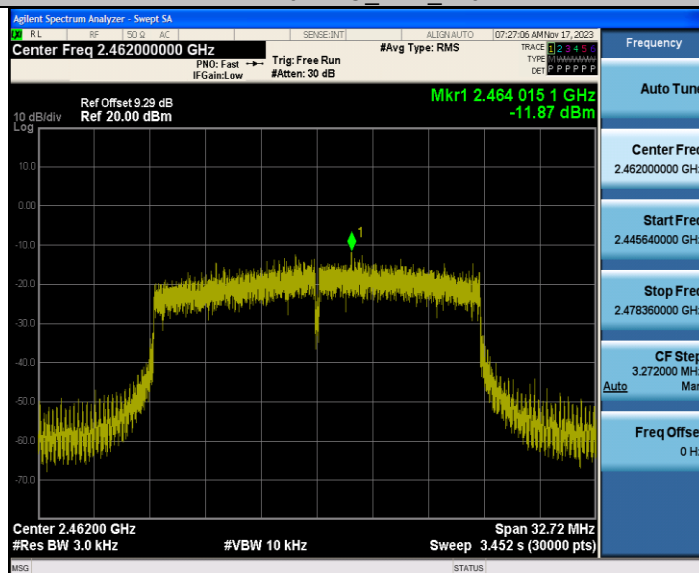 Agilent Spectrum Analyzer - Swept SA
RL RF 50 Ω AC SENSE:INT ALIGN AUTO 07:27:06 AM Nov 17, 2023
Center Freq 2.462000000 GHz
PNO: Fast
IFGain:Low
Trig: Free Run
#Atten: 30 dB
#Avg Type: RMS
TRACE 1 2 3 4 5 6
TYPE MWWWWW
DET P P P P P P
Frequency
Mkr1 2.464 015 1 GHz
-11.87 dBm
Ref Offset 9.29 dB
10 dB/div Ref 20.00 dBm
Log
10.0
0.00
-10.0
-20.0
-30.0
-40.0
-50.0
-60.0
-70.0
1
Center 2.46200 GHz Span 32.72 MHz
#Res BW 3.0 kHz #VBW 10 kHz Sweep 3.452 s (30000 pts)
MSG STATUS
Auto Tune
Center Freq
2.462000000 GHz
Start Freq
2.445640000 GHz
Stop Freq
2.478360000 GHz
CF Step
3.272000 MHz
Auto Man
Freq Offset
0 Hz